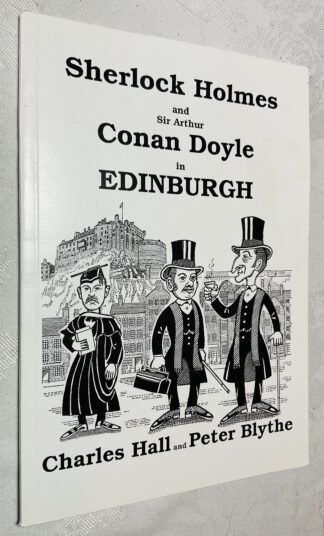 Sherlock Holmes
and
Sir Arthur
Conan Doyle
in
EDINBURGH
Charles Hall and Peter Blythe